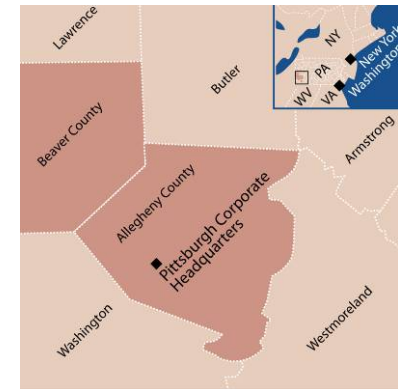 Lawrence
NY
New York
PA
Washington
WV
VA
Butler
Armstrong
Beaver County
Allegheny County
Pittsburgh Corporate
Headquarters
Washington
Westmoreland